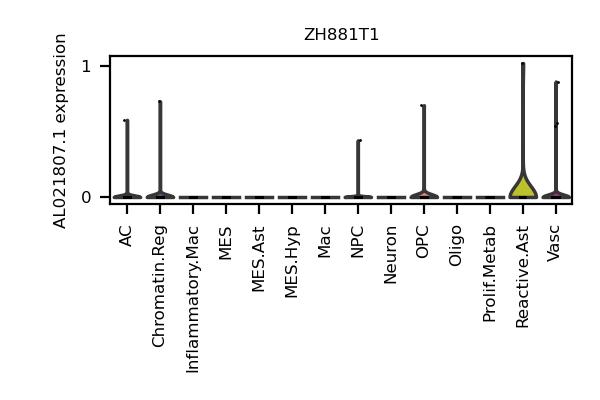 ZH881T1
AL021807.1 expression
1
0
AC
Chromatin.Reg
Inflammatory.Mac
MES
MES.Ast
MES.Hyp
Mac
NPC
Neuron
OPC
Oligo
Prolif.Metab
Reactive.Ast
Vasc